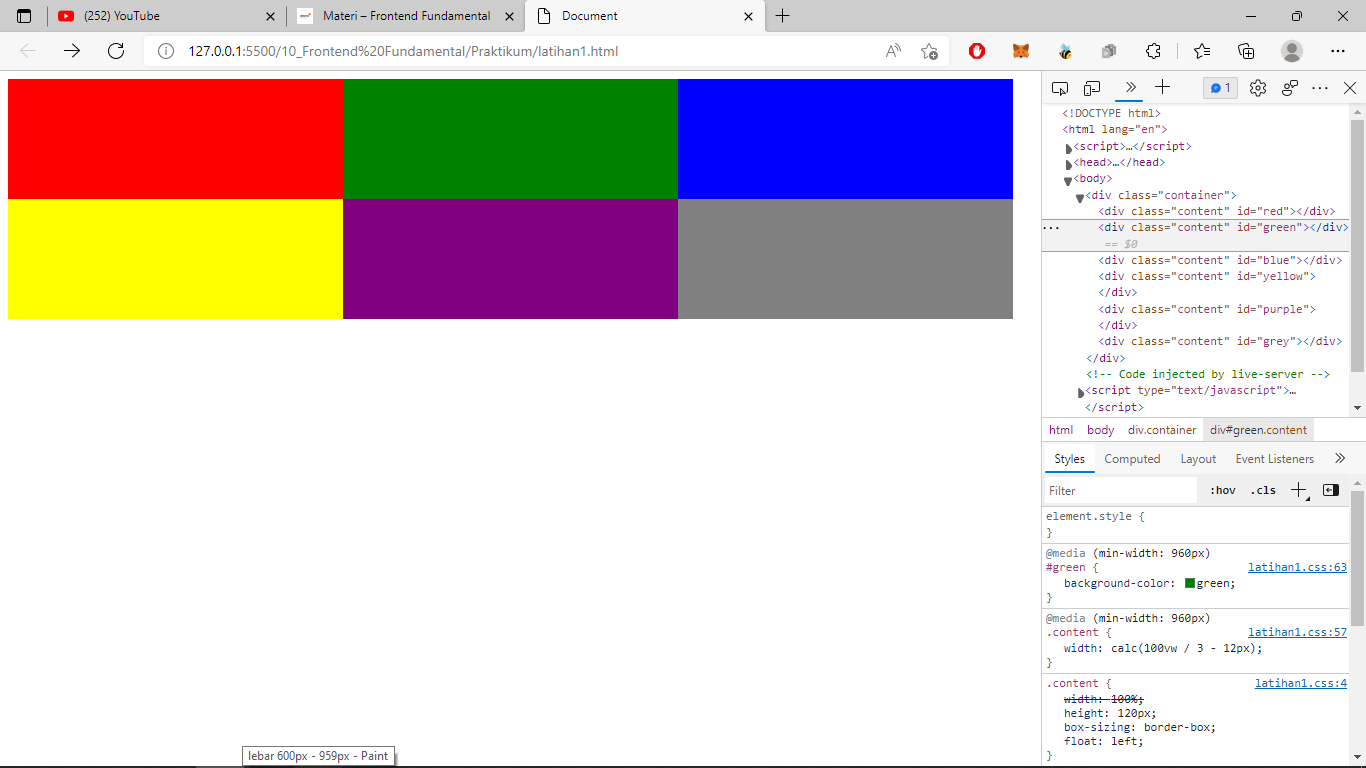 (252) YouTube
Materi – Frontend Fundamental
Document
127.0.0.1:5500/10_Frontend%20Fundamental/Praktikum/latihan1.html
1
<!DOCTYPE html>
<html lang="en">
<script>…</script>
<head>…</head>
<body>
<div class="container">
<div class="content" id="red"></div>
<div class="content" id="green"></div>
== $0
<div class="content" id="blue"></div>
<div class="content" id="yellow">
</div>
<div class="content" id="purple">
</div>
<div class="content" id="grey"></div>
</div>
<!-- Code injected by live-server -->
<script type="text/javascript">…
</script>
html body div.container div#green.content
Styles Computed Layout Event Listeners
Filter :hov .cls
element.style {
}
@media (min-width: 960px)
#green { latihan1.css:63
background-color: green;
}
@media (min-width: 960px)
.content { latihan1.css:57
width: calc(100vw / 3 - 12px);
}
.content { latihan1.css:4
width: 100%;
height: 120px;
box-sizing: border-box;
float: left;
}
lebar 600px - 959px - Paint